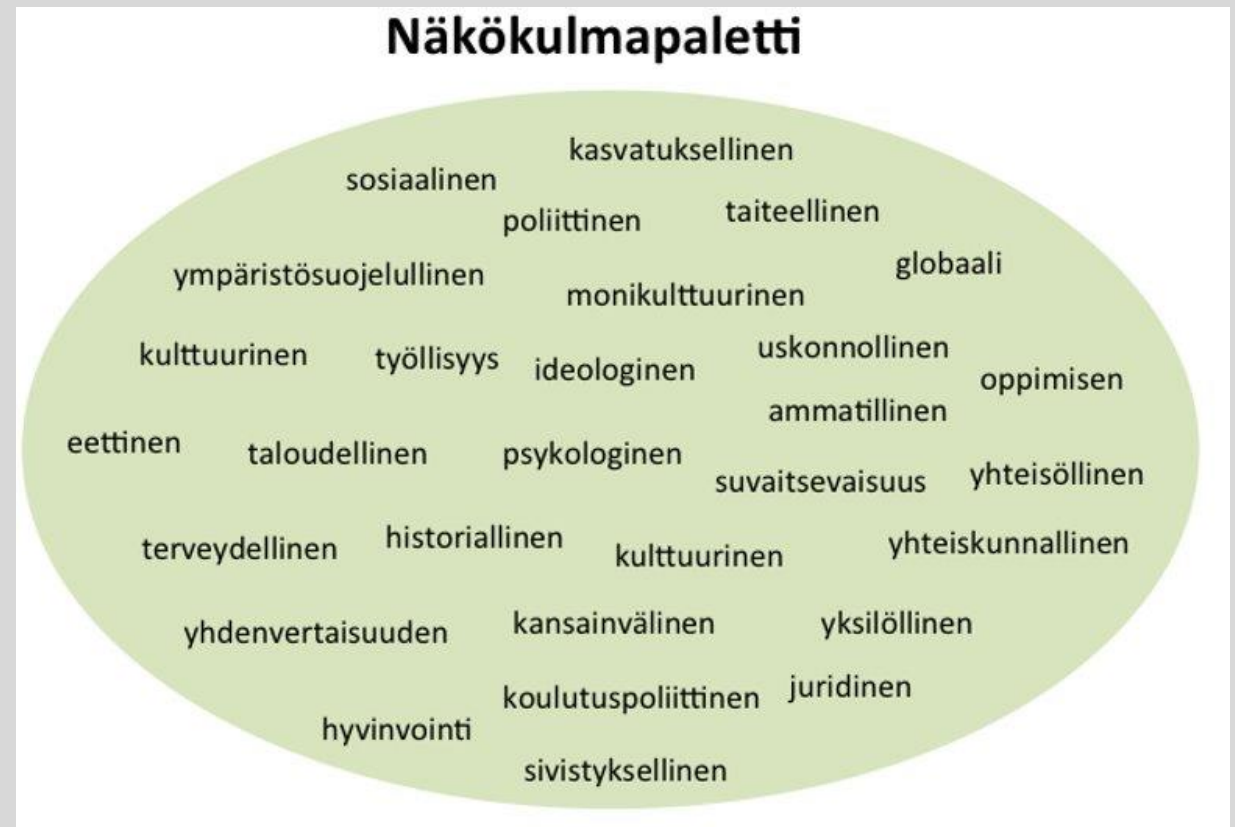 Näkökulmapaletti
kasvatuksellinen
sosiaalinen
poliittinen
taiteellinen
globaali
ympäristösuojelullinen
monikulttuurinen
kulttuurinen
työllisyys
ideologinen
uskonnollinen
oppimisen
ammatillinen
eettinen
taloudellinen
psykologinen
suvaitsevaisuus
yhteisöllinen
terveydellinen
historiallinen
kulttuurinen
yhteiskunnallinen
yhdenvertaisuuden
kansainvälinen
yksilöllinen
koulutuspoliittinen
juridinen
hyvinvointi
sivistyksellinen